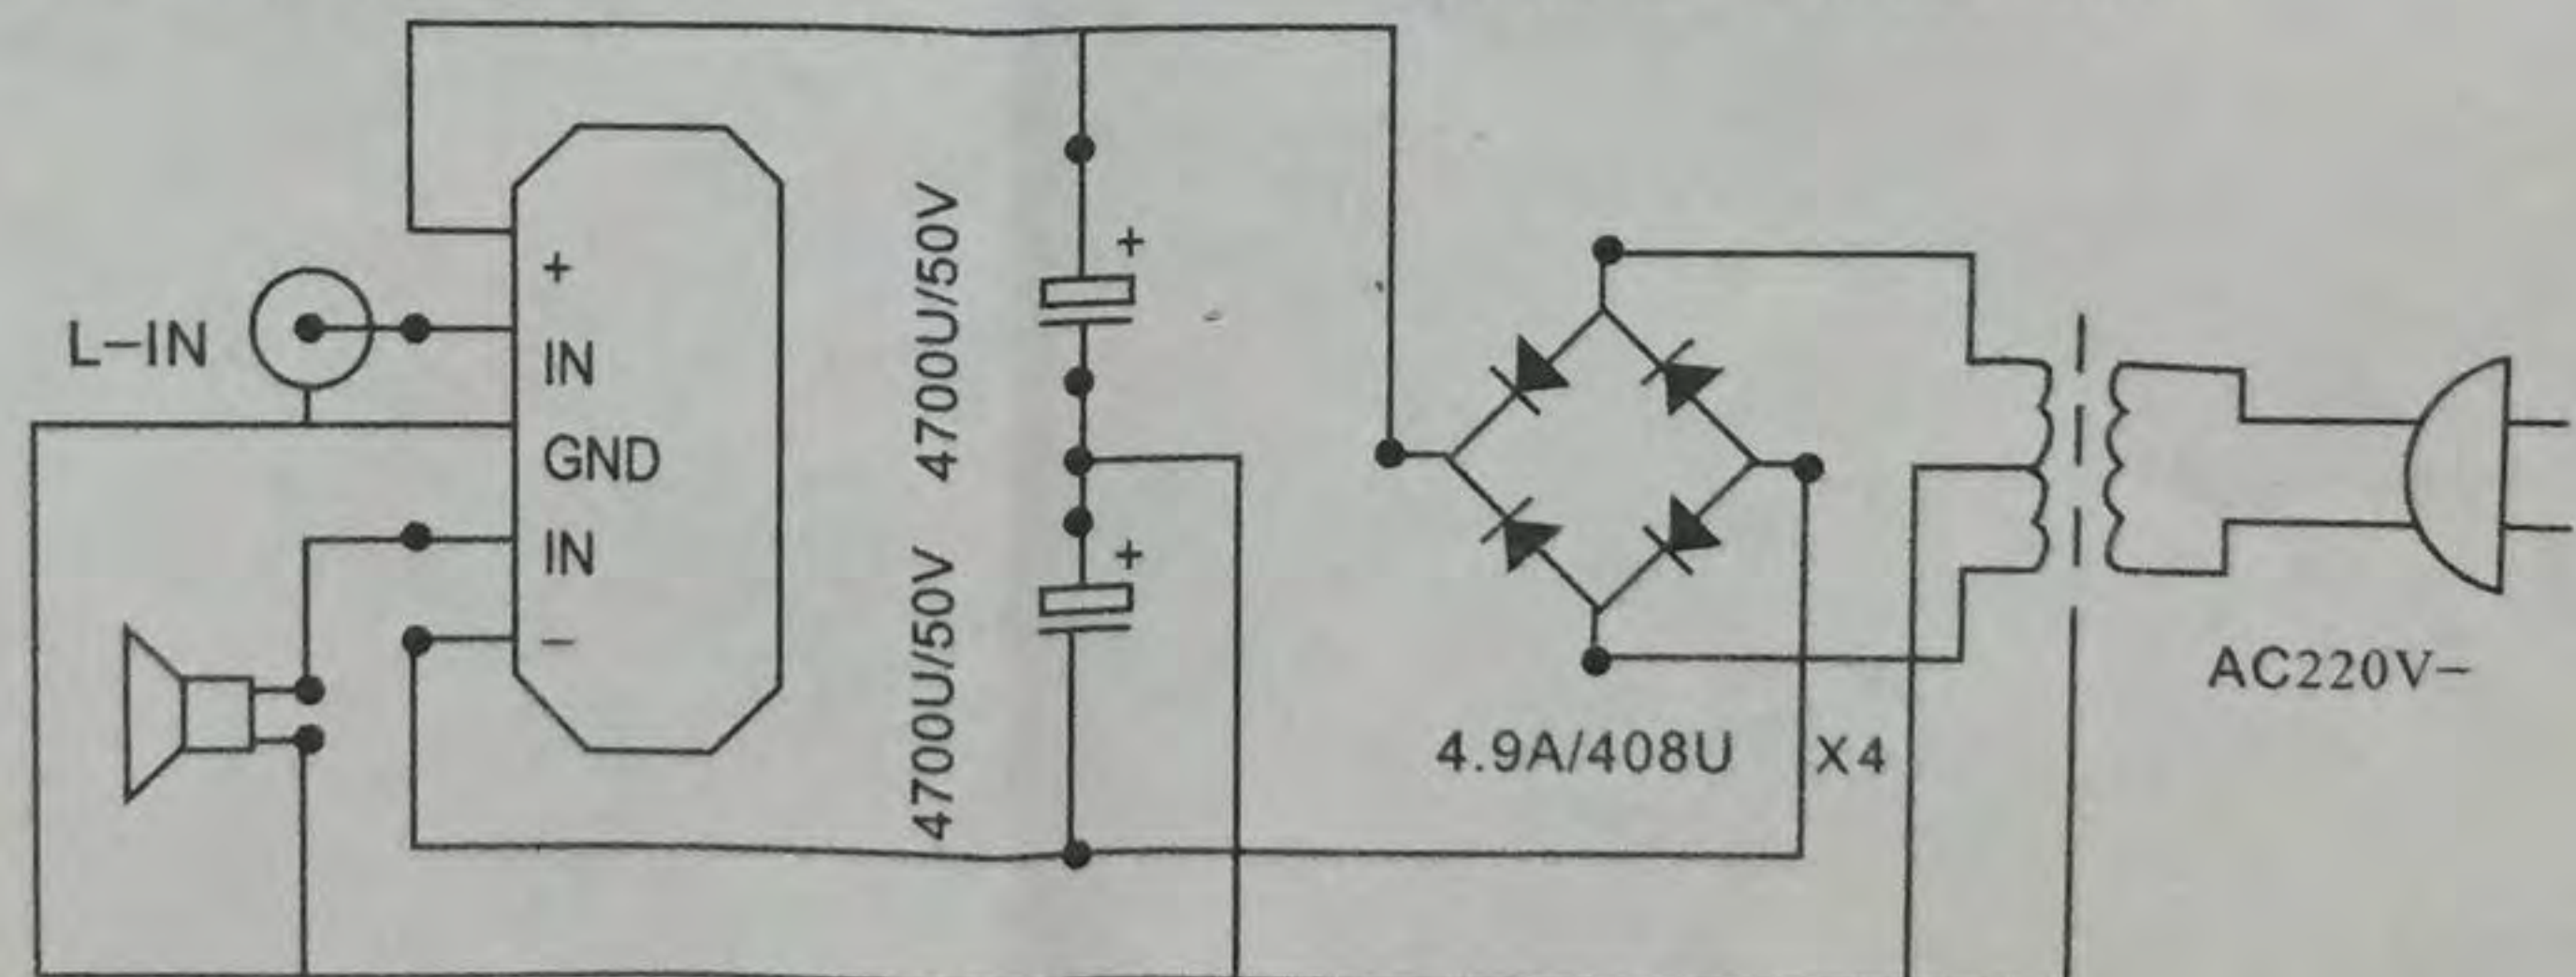 L-IN
+
IN
GND
IN
–
4700U/50V
4700U/50V
+
+
4.9A/408U X4
AC220V–